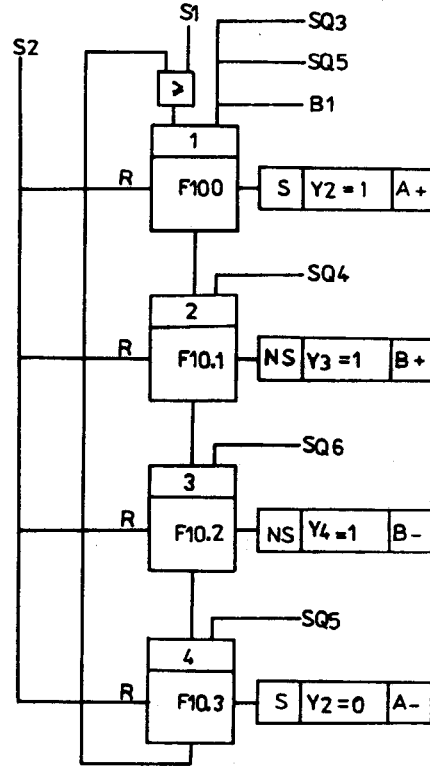 S1
SQ3
S2
SQ5
≥
B1
1
R F100 S Y2=1 A+
SQ4
2
R F10.1 NS Y3=1 B+
SQ6
3
R F10.2 NS Y4=1 B-
SQ5
4
R F10.3 S Y2=0 A-